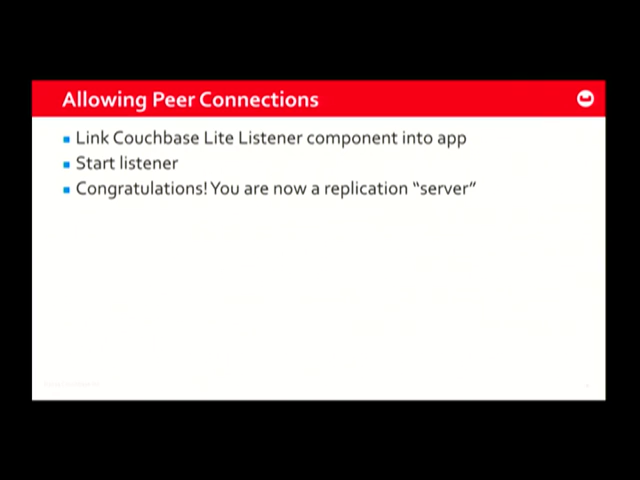 Allowing Peer Connections
Link Couchbase Lite Listener component into app
Start listener
Congratulations! You are now a replication “server”